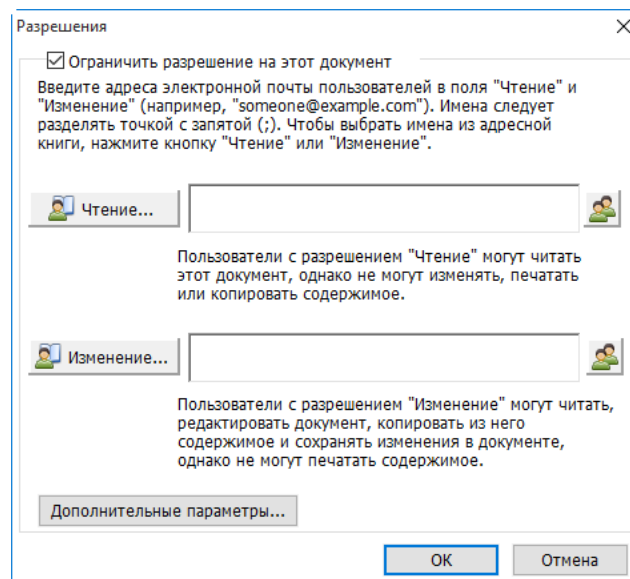 Разрешения
Ограничить разрешение на этот документ
Введите адреса электронной почты пользователей в поля "Чтение" и
"Изменение" (например, "someone@example.com"). Имена следует
разделять точкой с запятой (;). Чтобы выбрать имена из адресной
книги, нажмите кнопку "Чтение" или "Изменение".
Чтение...
Пользователи с разрешением "Чтение" могут читать
этот документ, однако не могут изменять, печатать
или копировать содержимое.
Изменение...
Пользователи с разрешением "Изменение" могут читать,
редактировать документ, копировать из него
содержимое и сохранять изменения в документе,
однако не могут печатать содержимое.
Дополнительные параметры...
ОК Отмена